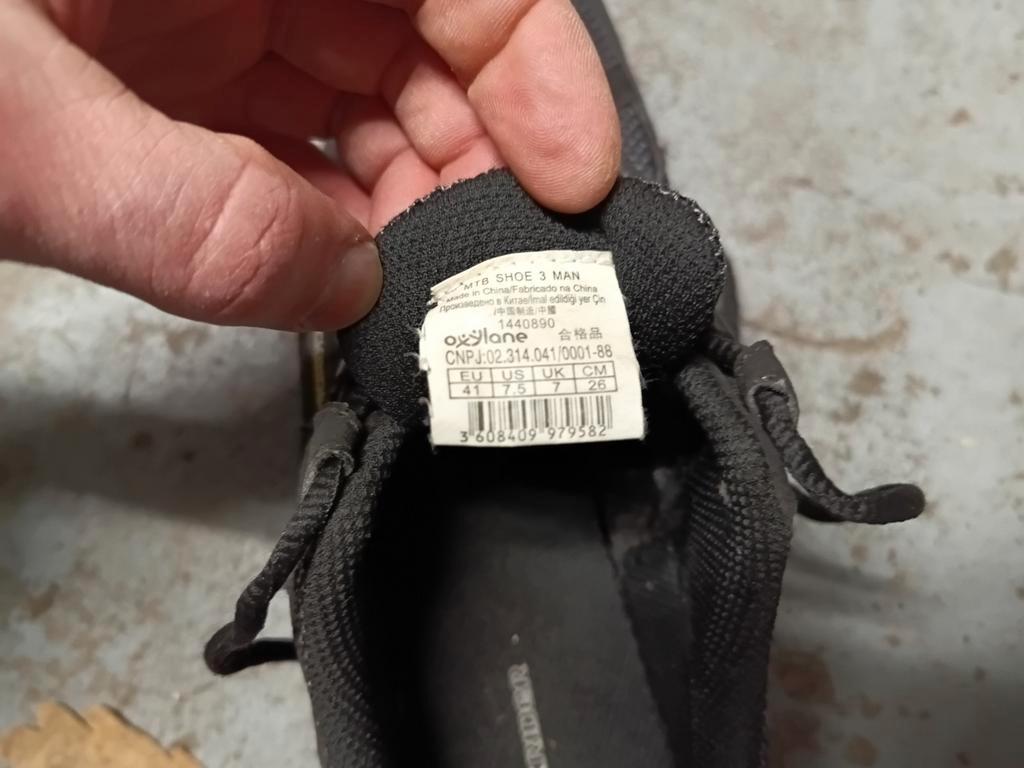 MTB SHOE 3 MAN
Made in China/Fabricado na China
Произведено в Китае/Imal edildiği yer Çin
/中国制造/中國
1440890
oxylane 合格品
CNPJ:02.314.041/0001-88
EU US UK CM
41 7.5 7 26
3 608409 979582